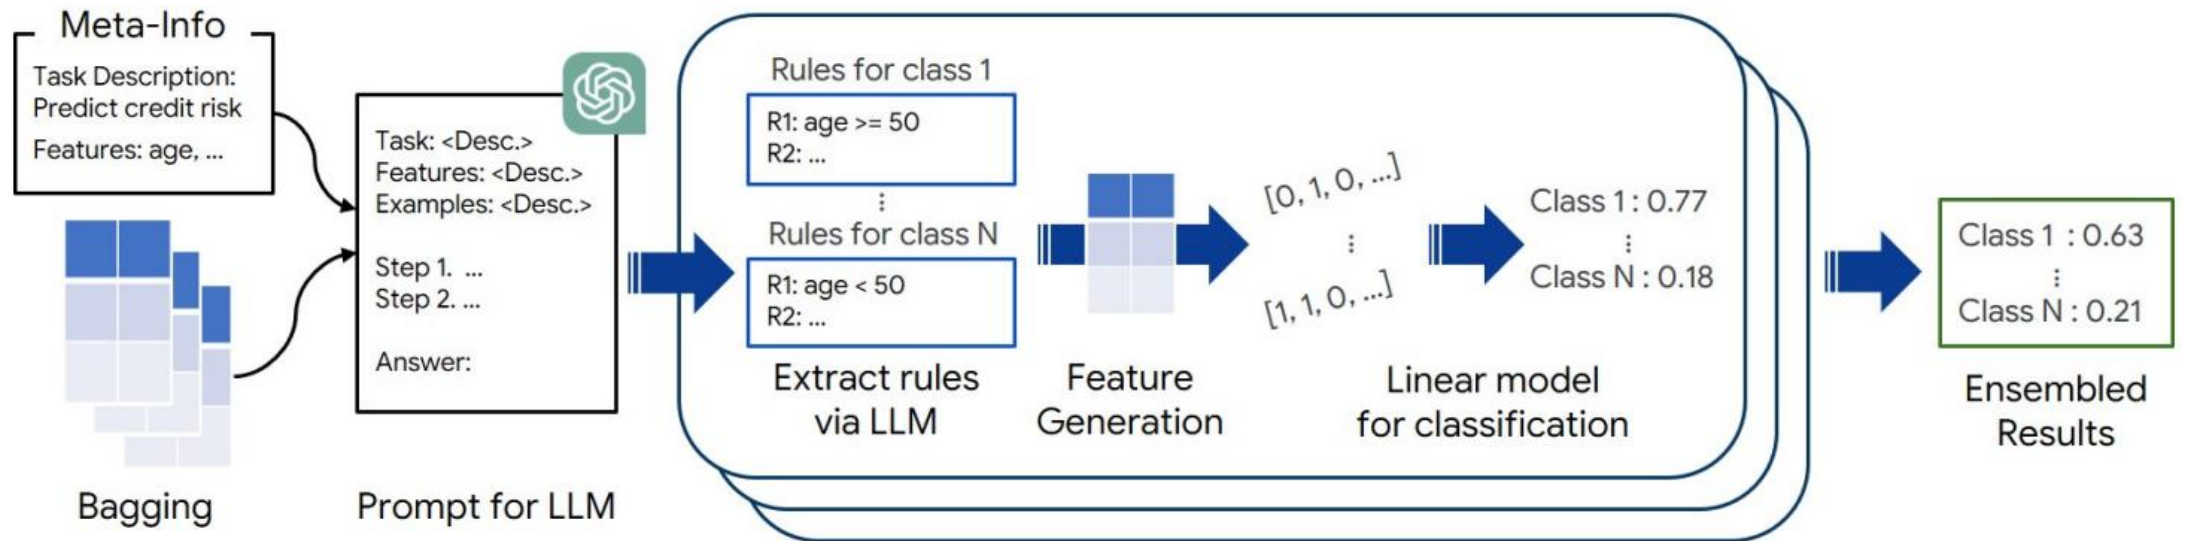 Meta-Info
Task Description:
Predict credit risk
Features: age, ...
Bagging
Task: <Desc.>
Features: <Desc.>
Examples: <Desc.>
Step 1. ...
Step 2. ...
Answer:
Prompt for LLM
Rules for class 1
R1: age >= 50
R2: ...
⋮
Rules for class N
R1: age < 50
R2: ...
Extract rules
via LLM
Feature
Generation
[0, 1, 0, ...]
⋮
[1, 1, 0, ...]
Class 1 : 0.77
⋮
Class N : 0.18
Linear model
for classification
Class 1 : 0.63
⋮
Class N : 0.21
Ensembled
Results